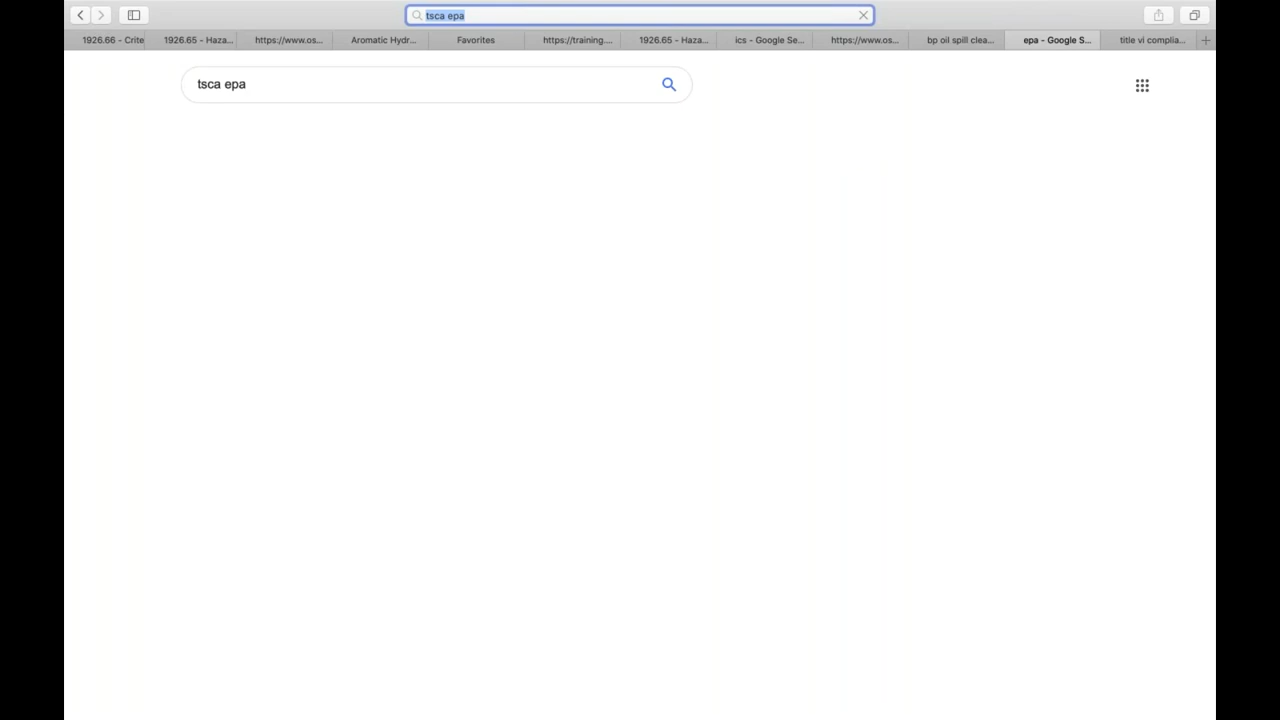 tsca epa
1926.66 - Crite
1926.65 - Haza...
https://www.os...
Aromatic Hydr...
Favorites
https://training....
1926.65 - Haza...
ics - Google Se...
https://www.os...
bp oil spill clea...
epa - Google S...
title vi complia...
tsca epa